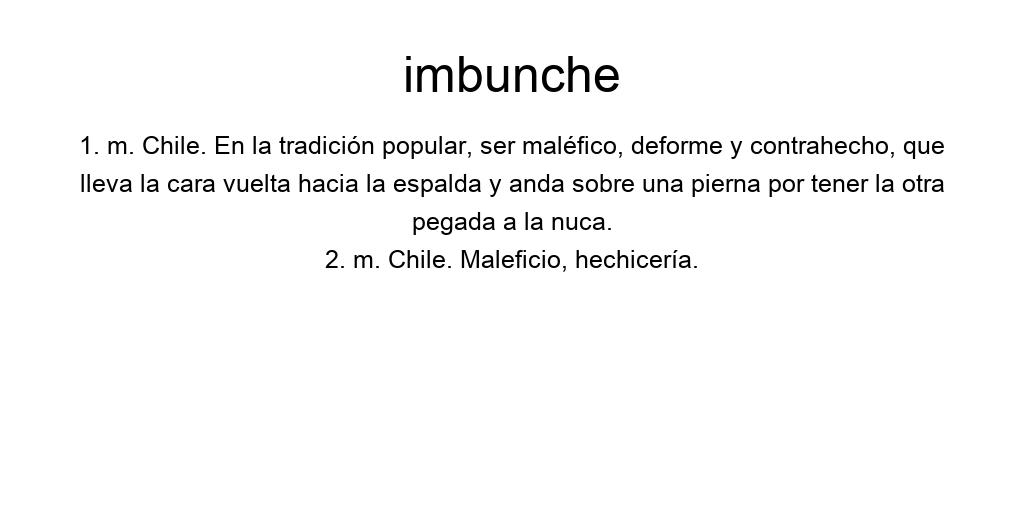 imbunche
1. m. Chile. En la tradición popular, ser maléfico, deforme y contrahecho, que
lleva la cara vuelta hacia la espalda y anda sobre una pierna por tener la otra
pegada a la nuca.
2. m. Chile. Maleficio, hechicería.